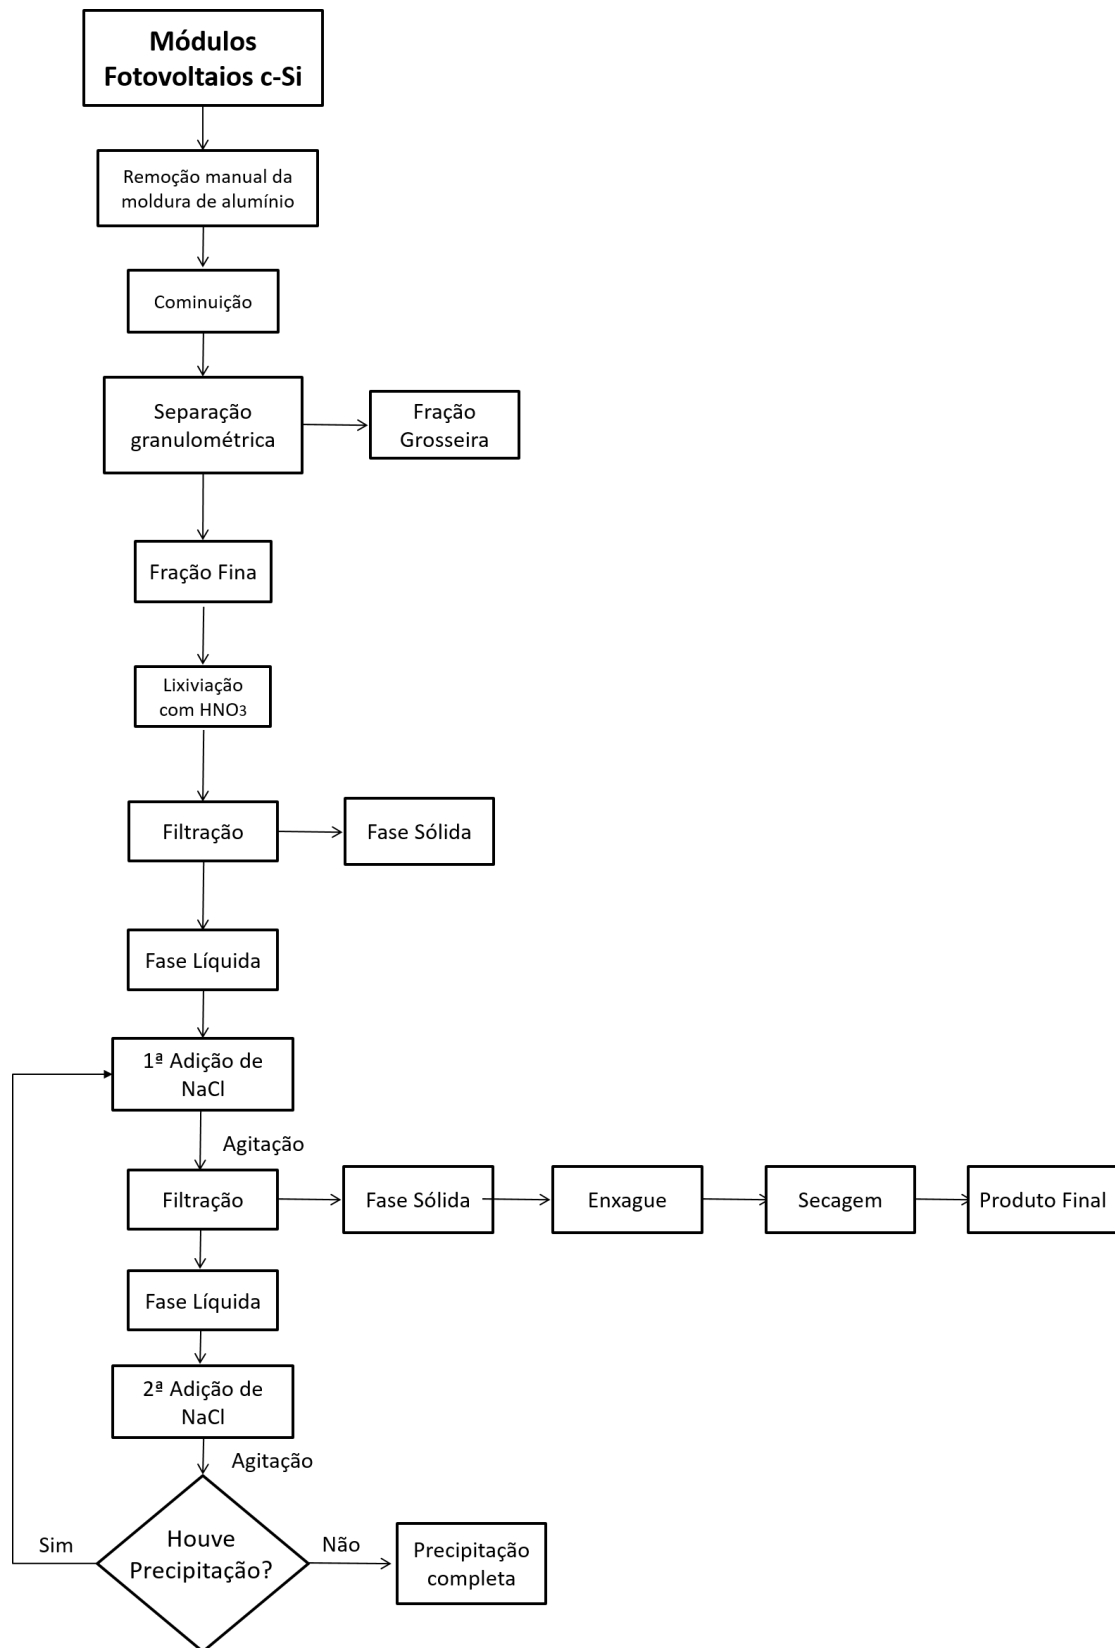 Módulos
Fotovoltaios c-Si
Remoção manual da
moldura de alumínio
Cominuição
Separação
granulométrica
Fração
Grosseira
Fração Fina
Lixiviação
com HNO3
Filtração
Fase Sólida
Fase Líquida
1ª Adição de
NaCl
Agitação
Filtração
Fase Sólida
Enxague
Secagem
Produto Final
Fase Líquida
2ª Adição de
NaCl
Agitação
Sim
Houve
Precipitação?
Não
Precipitação
completa